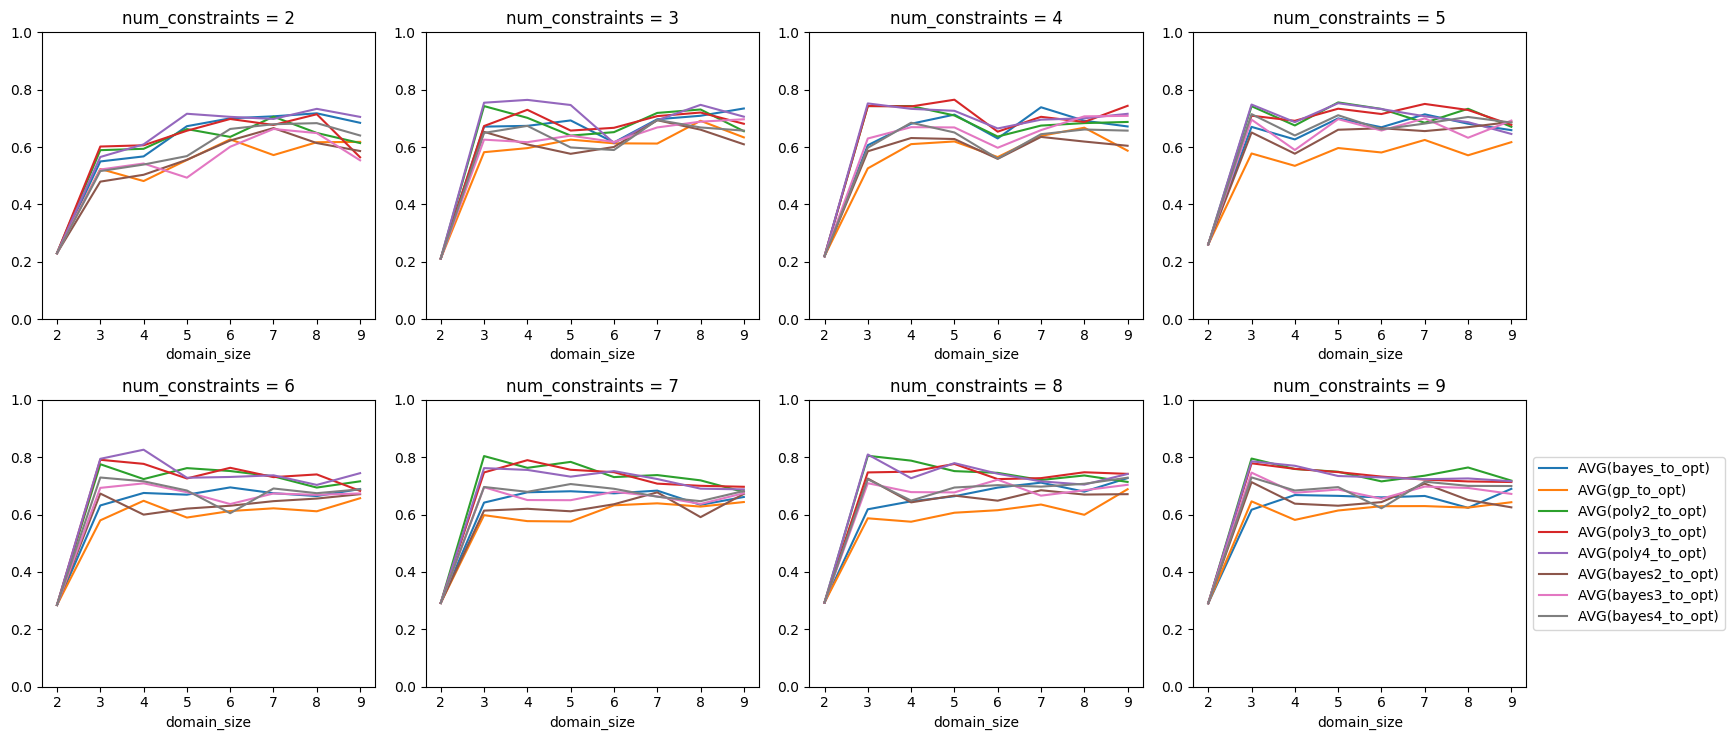 num_constraints = 2
num_constraints = 3
num_constraints = 4
num_constraints = 5
1.0
0.8
0.6
0.4
0.2
0.0
2 3 4 5 6 7 8 9
domain_size
1.0
0.8
0.6
0.4
0.2
0.0
2 3 4 5 6 7 8 9
domain_size
1.0
0.8
0.6
0.4
0.2
0.0
2 3 4 5 6 7 8 9
domain_size
1.0
0.8
0.6
0.4
0.2
0.0
2 3 4 5 6 7 8 9
domain_size
num_constraints = 6
num_constraints = 7
num_constraints = 8
num_constraints = 9
1.0
0.8
0.6
0.4
0.2
0.0
2 3 4 5 6 7 8 9
domain_size
1.0
0.8
0.6
0.4
0.2
0.0
2 3 4 5 6 7 8 9
domain_size
1.0
0.8
0.6
0.4
0.2
0.0
2 3 4 5 6 7 8 9
domain_size
1.0
0.8
0.6
0.4
0.2
0.0
2 3 4 5 6 7 8 9
domain_size
AVG(bayes_to_opt)
AVG(gp_to_opt)
AVG(poly2_to_opt)
AVG(poly3_to_opt)
AVG(poly4_to_opt)
AVG(bayes2_to_opt)
AVG(bayes3_to_opt)
AVG(bayes4_to_opt)